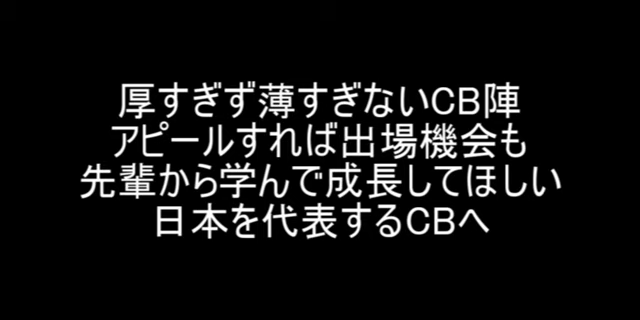 厚すぎず薄すぎないCB陣
アピールすれば出場機会も
先輩から学んで成長してほしい
日本を代表するCBへ